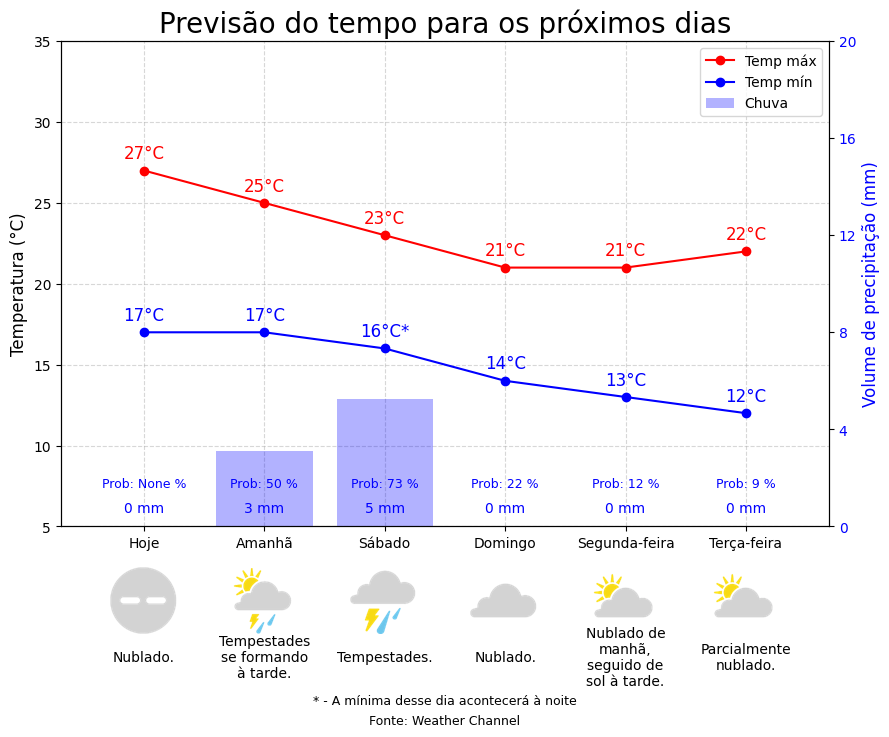 Previsão do tempo para os próximos dias
Temperatura (°C)
Volume de precipitação (mm)
35
30
25
20
15
10
5
20
16
12
8
4
0
Temp máx
Temp mín
Chuva
27°C
25°C
23°C
21°C
21°C
22°C
17°C
17°C
16°C*
14°C
13°C
12°C
Prob: None %
Prob: 50 %
Prob: 73 %
Prob: 22 %
Prob: 12 %
Prob: 9 %
0 mm
3 mm
5 mm
0 mm
0 mm
0 mm
Hoje
Amanhã
Sábado
Domingo
Segunda-feira
Terça-feira
Nublado.
Tempestades
se formando
à tarde.
Tempestades.
Nublado.
Nublado de
manhã,
seguido de
sol à tarde.
Parcialmente
nublado.
* - A mínima desse dia acontecerá à noite
Fonte: Weather Channel